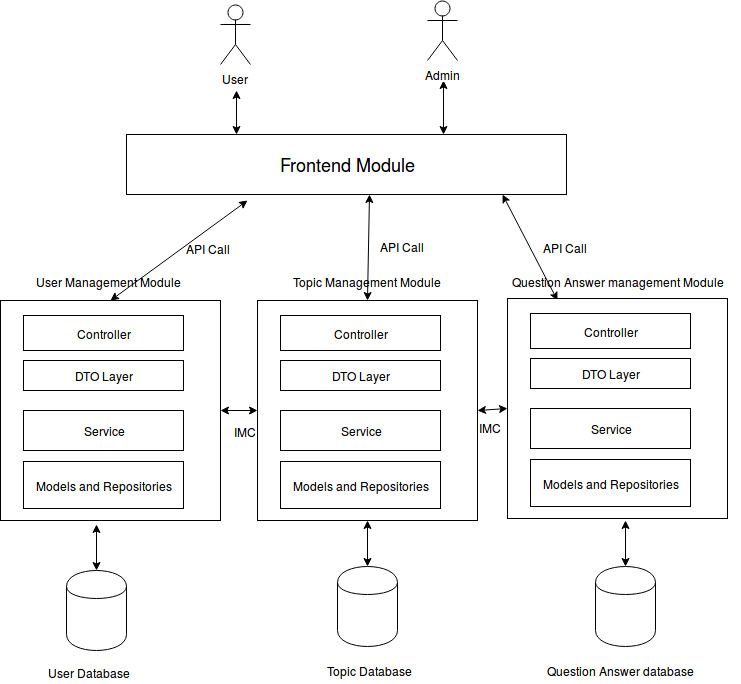 User
Admin
Frontend Module
API Call
API Call
API Call
User Management Module
Topic Management Module
Question Answer management Module
Controller
Controller
Controller
DTO Layer
DTO Layer
DTO Layer
Service
Service
Service
IMC
IMC
Models and Repositories
Models and Repositories
Models and Repositories
User Database
Topic Database
Question Answer database